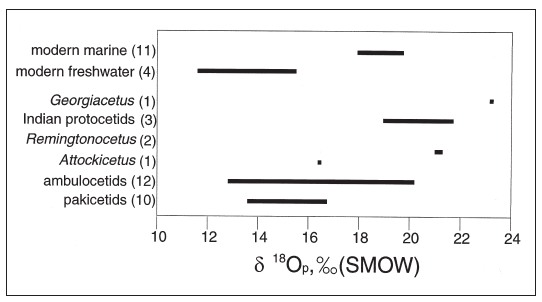 modern marine (11)
modern freshwater (4)
Georgiacetus (1)
Indian protocetids (3)
Remingtonocetus (2)
Attockicetus (1)
ambulocetids (12)
pakicetids (10)
10 12 14 16 18 20 22 24
δ ¹⁸Oₚ, ‰ (SMOW)